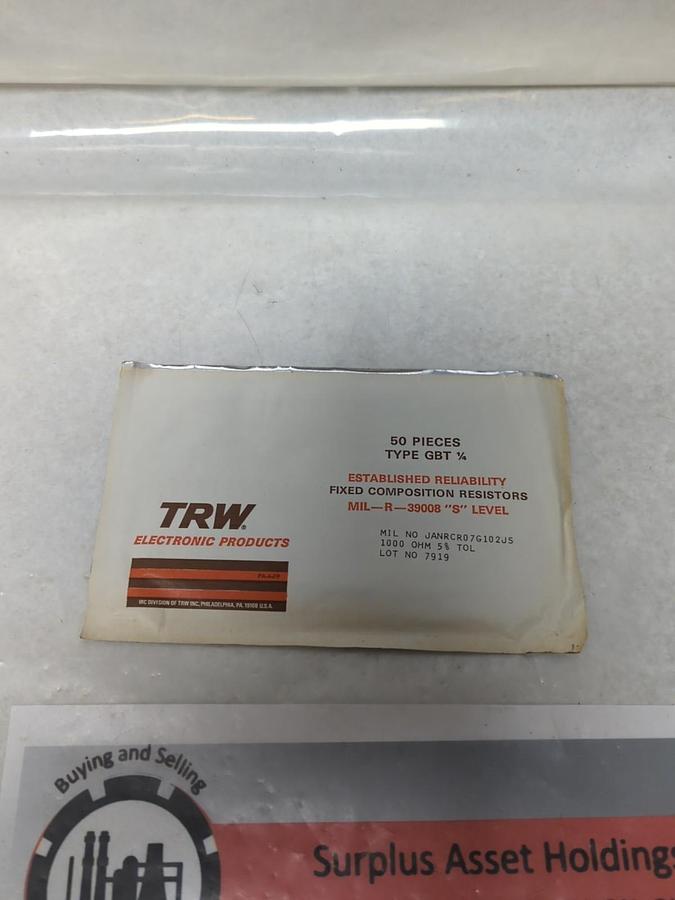 50 PIECES
TYPE GBT ¼
ESTABLISHED RELIABILITY
FIXED COMPOSITION RESISTORS
MIL—R—39008 "S" LEVEL
MIL NO JANRCR07G102JS
1000 OHM 5% TOL
LOT NO 7919
TRW®
ELECTRONIC PRODUCTS
IRC DIVISION OF TRW INC, PHILADELPHIA, PA. 19108 U.S.A.
Buying and Selling
Surplus Asset Holdings